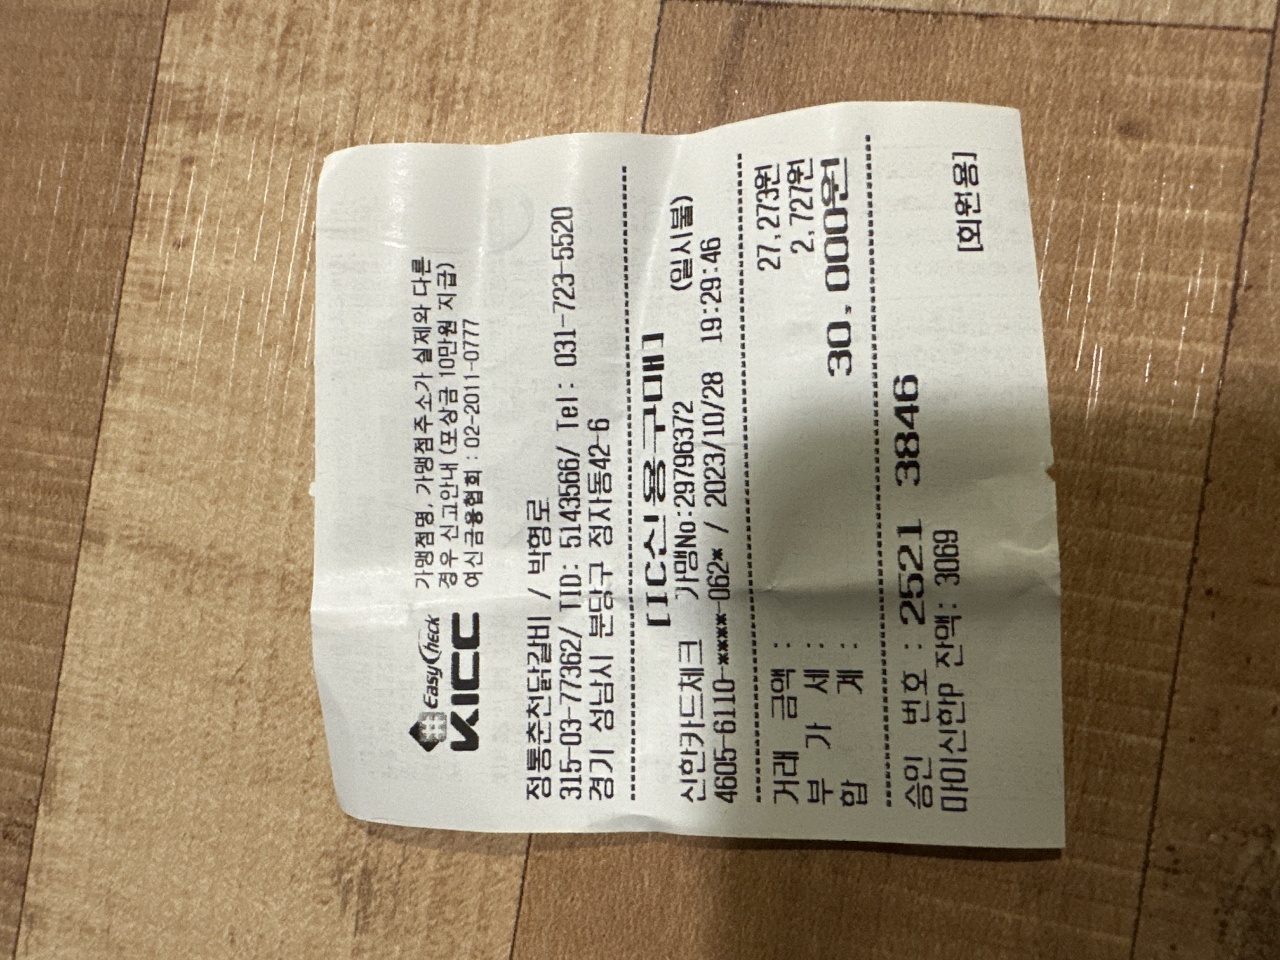 EasyCheck
KICC
가맹점명, 가맹점주소가 실제와 다른
경우 신고안내 (포상금 10만원 지급)
여신금융협회 : 02-2011-0777
정통춘천닭갈비 / 박형로
315-03-77362/ TID: 5143566/ Tel: 031-723-5520
경기 성남시 분당구 정자동42-6
[IC신용구매]
신한카드체크 가맹No:29796372 (일시불)
4605-6110-****-062* / 2023/10/28 19:29:46
거래 금액 : 27,273원
부 가 세 : 2,727원
합 계 : 30,000원
승인 번호 : 2521 3846
마이신한P 잔액: 3069
[회원용]